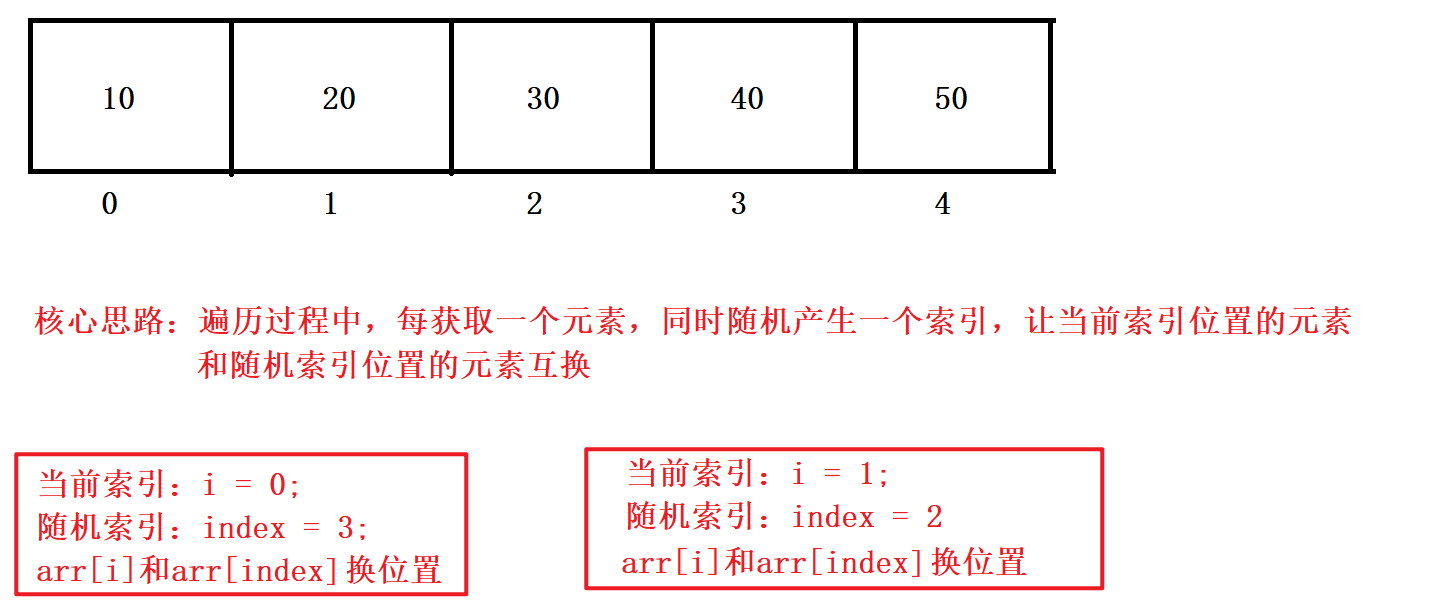 10 20 30 40 50
0 1 2 3 4
核心思路：遍历过程中，每获取一个元素，同时随机产生一个索引，让当前索引位置的元素
和随机索引位置的元素互换
当前索引：i = 0;
随机索引：index = 3;
arr[i]和arr[index]换位置
当前索引：i = 1;
随机索引：index = 2
arr[i]和arr[index]换位置